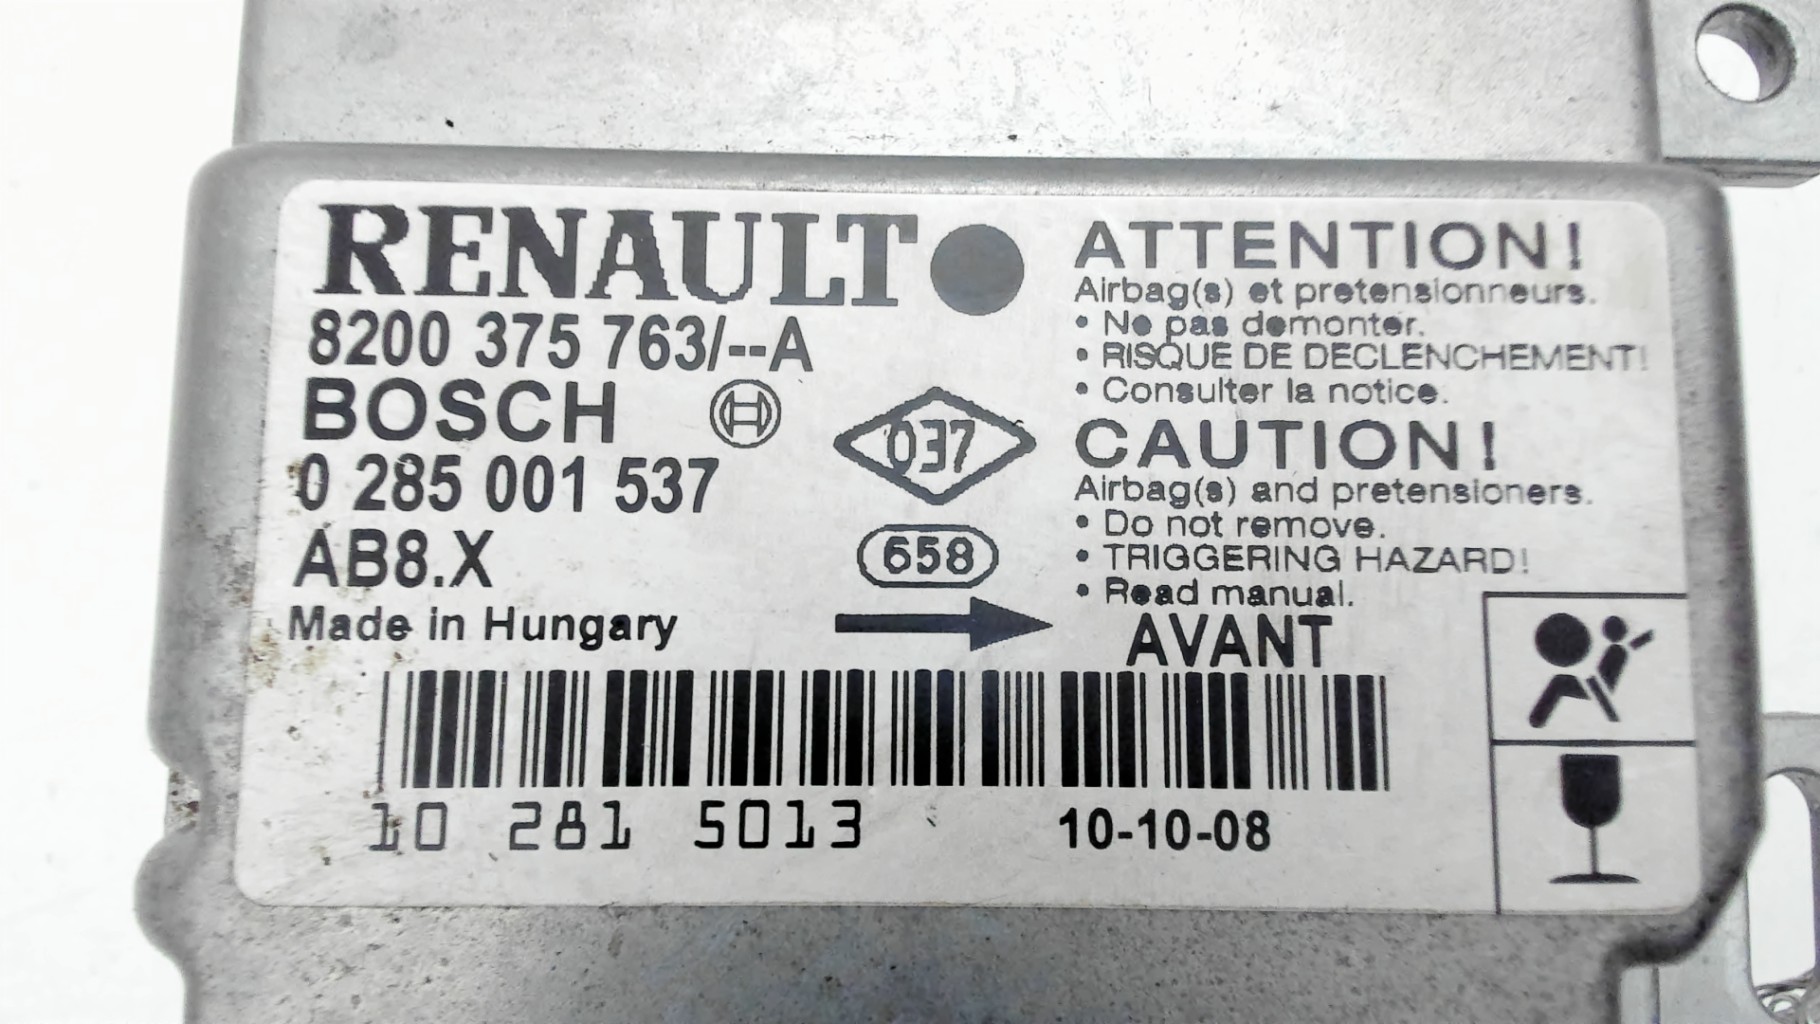 RENAULT
8200 375 763/--A
BOSCH
0 285 001 537
AB8.X
Made in Hungary
037
658
ATTENTION!
Airbag(s) et pretensionneurs.
• Ne pas demonter.
• RISQUE DE DECLENCHEMENT!
• Consulter la notice.
CAUTION!
Airbag(s) and pretensioners.
• Do not remove.
• TRIGGERING HAZARD!
• Read manual.
AVANT
10 281 5013
10-10-08